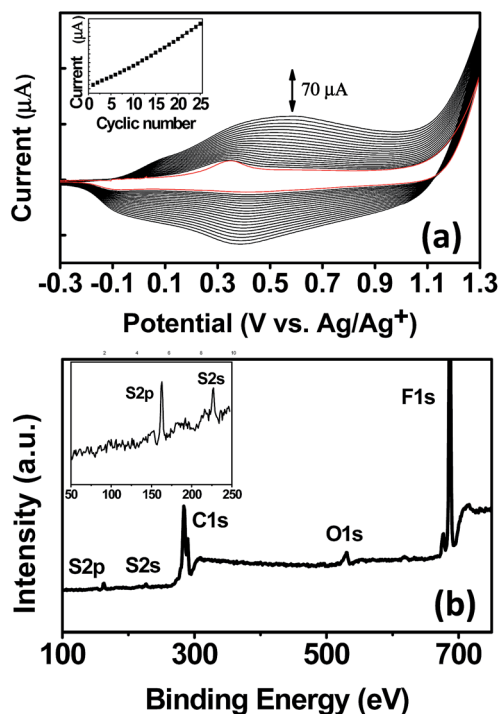 Current (μA)
25
20
15
10
5
0
Cyclic number
Current (μA)
70 μA
(a)
-0.3 -0.1 0.1 0.3 0.5 0.7 0.9 1.1 1.3
Potential (V vs. Ag/Ag+)
2 4 6 8 10
S2p
S2s
50 100 150 200 250
F1s
C1s
O1s
S2p
S2s
Intensity (a.u.)
(b)
100 300 500 700
Binding Energy (eV)